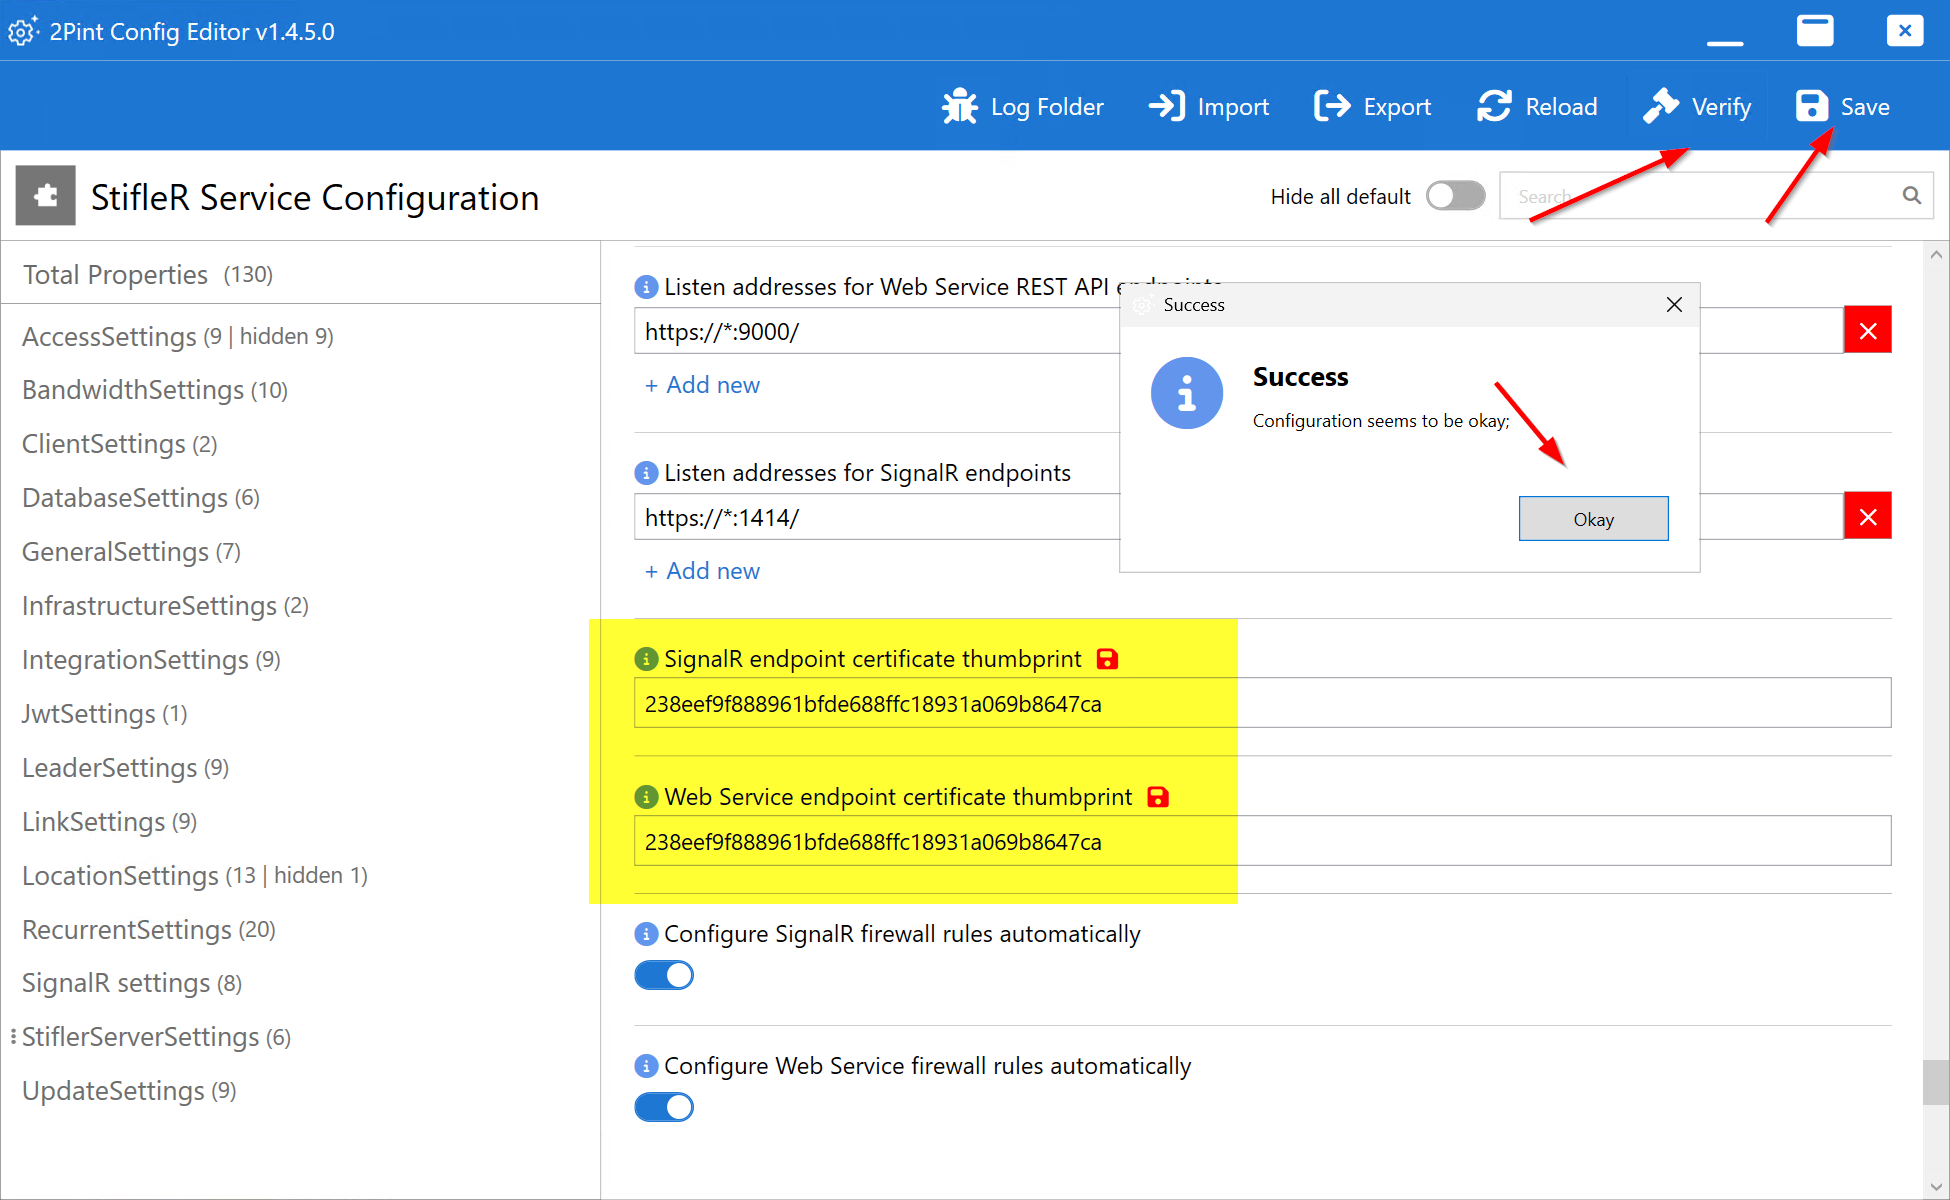 2Pint Config Editor v1.4.5.0
Log Folder
Import
Export
Reload
Verify
Save
StifleR Service Configuration
Hide all default
Search
Total Properties (130)
AccessSettings (9 | hidden 9)
BandwidthSettings (10)
ClientSettings (2)
DatabaseSettings (6)
GeneralSettings (7)
InfrastructureSettings (2)
IntegrationSettings (9)
JwtSettings (1)
LeaderSettings (9)
LinkSettings (9)
LocationSettings (13 | hidden 1)
RecurrentSettings (20)
SignalR settings (8)
StiflerServerSettings (6)
UpdateSettings (9)
Listen addresses for Web Service REST API endpoints
https://*:9000/
+ Add new
Listen addresses for SignalR endpoints
https://*:1414/
+ Add new
SignalR endpoint certificate thumbprint
238eef9f888961bfde688ffc18931a069b8647ca
Web Service endpoint certificate thumbprint
238eef9f888961bfde688ffc18931a069b8647ca
Configure SignalR firewall rules automatically
Configure Web Service firewall rules automatically
Success
Success
Configuration seems to be okay;
Okay